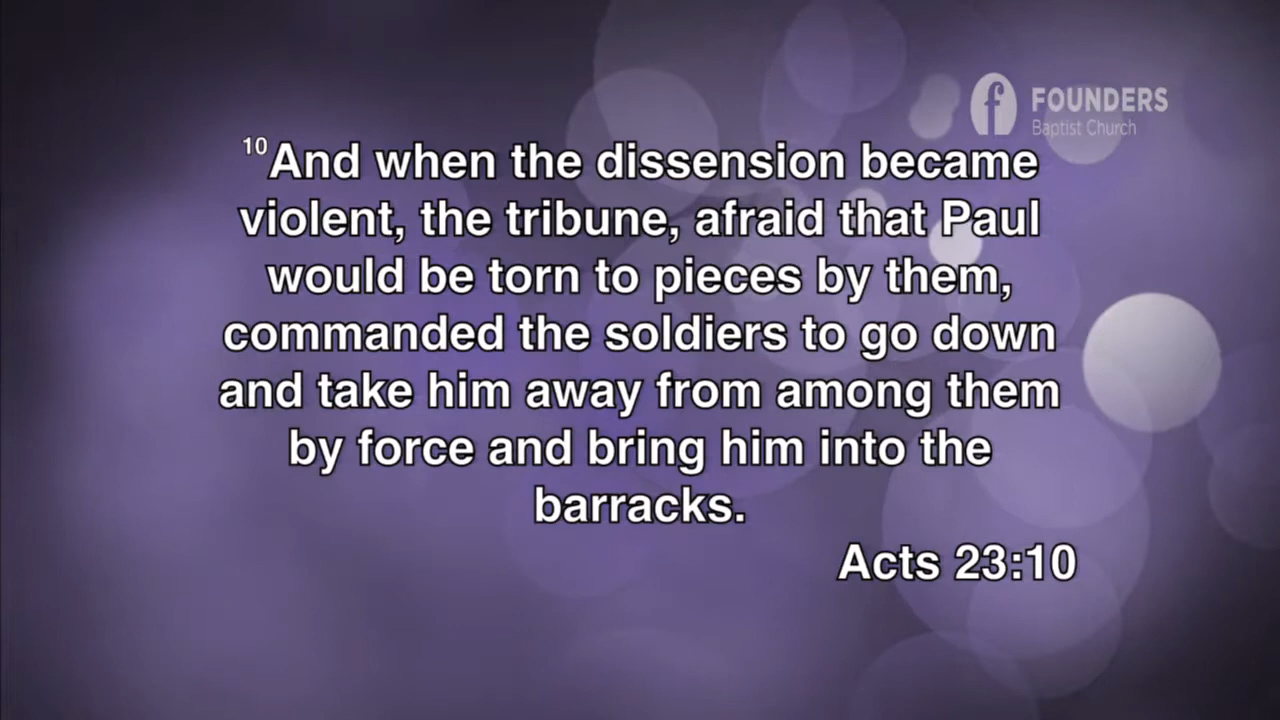 FOUNDERS
Baptist Church
10And when the dissension became
violent, the tribune, afraid that Paul
would be torn to pieces by them,
commanded the soldiers to go down
and take him away from among them
by force and bring him into the
barracks.
Acts 23:10